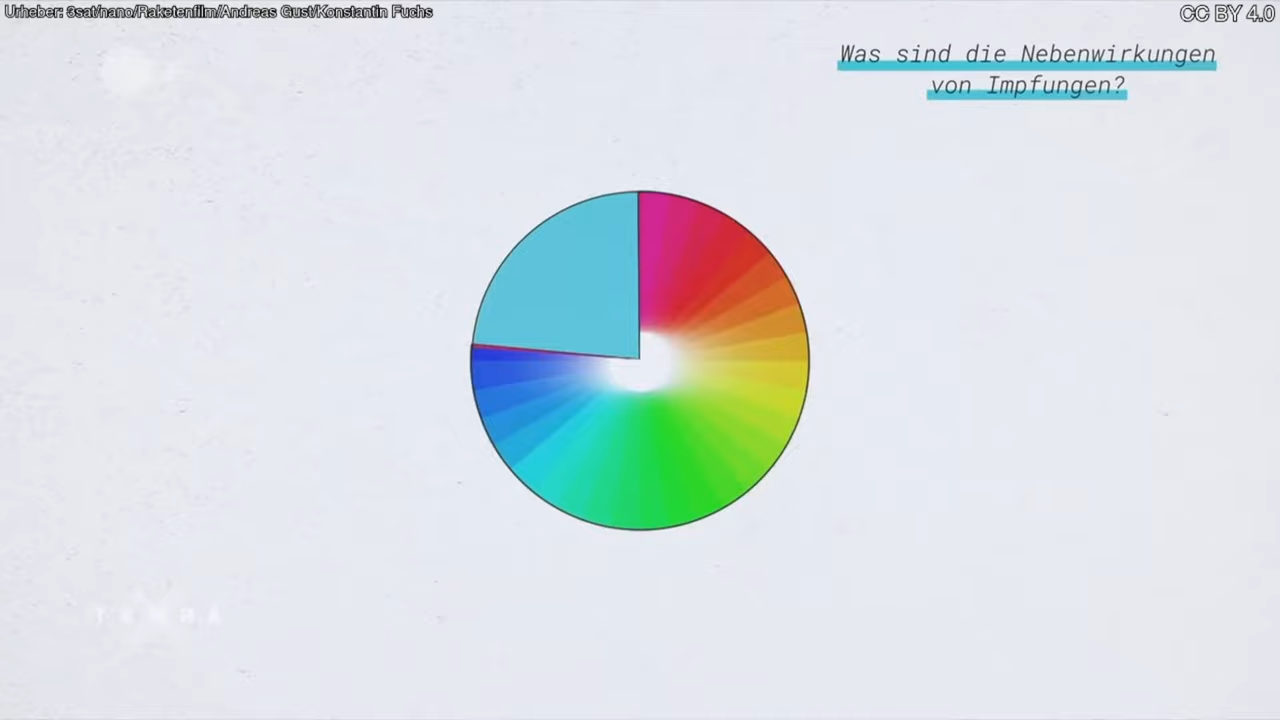 Urheber: 3sat/nano/Raketenfilm/Andreas Gust/Konstantin Fuchs
CC BY 4.0
Was sind die Nebenwirkungen
von Impfungen?